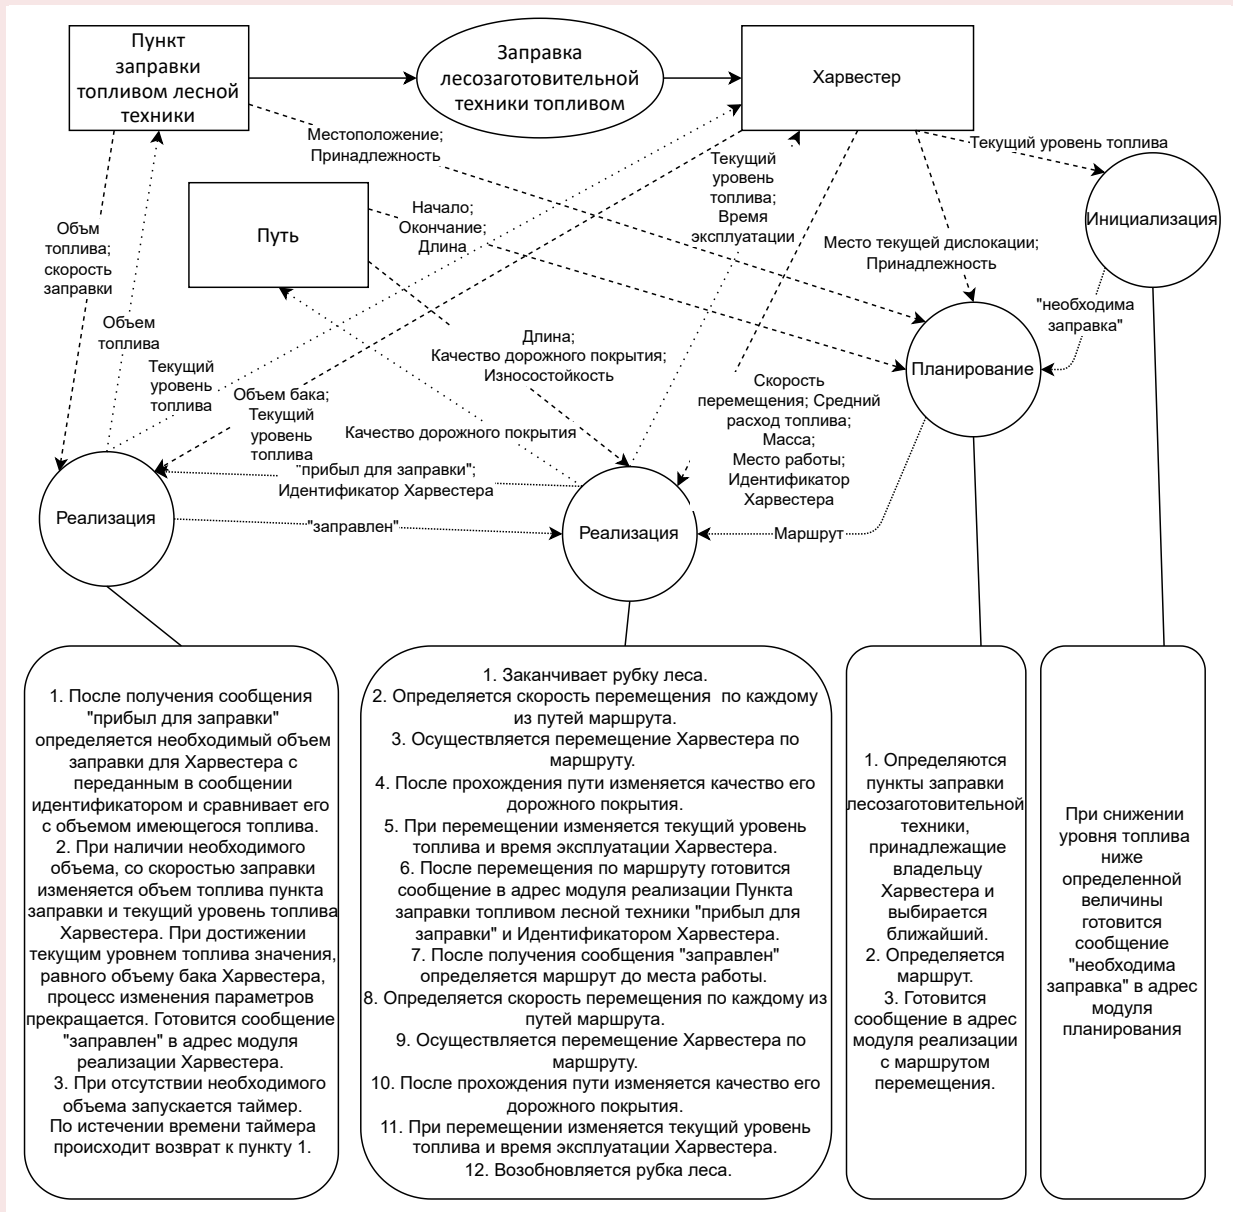 Пункт
заправки
топливом лесной
техники
Заправка
лесозаготовительной
техники топливом
Харвестер
Местоположение;
Принадлежность
Текущий
уровень
топлива;
Время
эксплуатации
Текущий уровень топлива
Инициализация
Путь
Начало;
Окончание;
Длина
Объм
топлива;
скорость
заправки
Место текущей дислокации;
Принадлежность
"необходима
заправка"
Объем
топлива
Длина;
Качество дорожного покрытия;
Износостойкость
Планирование
Текущий
уровень
топлива
Объем бака;
Текущий
уровень
топлива
Качество дорожного покрытия
Скорость
перемещения; Средний
расход топлива;
Масса;
Место работы;
Идентификатор
Харвестера
"прибыл для заправки";
Идентификатор Харвестера
Реализация
"заправлен"
Реализация
Маршрут
1. После получения сообщения
"прибыл для заправки"
определяется необходимый объем
заправки для Харвестера с
переданным в сообщении
идентификатором и сравнивает его
с объемом имеющегося топлива.
2. При наличии необходимого
объема, со скоростью заправки
изменяется объем топлива пункта
заправки и текущий уровень топлива
Харвестера. При достижении
текущим уровнем топлива значения,
равного объему бака Харвестера,
процесс изменения параметров
прекращается. Готовится сообщение
"заправлен" в адрес модуля
реализации Харвестера.
3. При отсутствии необходимого
объема запускается таймер.
По истечении времени таймера
происходит возврат к пункту 1.
1. Заканчивает рубку леса.
2. Определяется скорость перемещения по каждому
из путей маршрута.
3. Осуществляется перемещение Харвестера по
маршруту.
4. После прохождения пути изменяется качество его
дорожного покрытия.
5. При перемещении изменяется текущий уровень
топлива и время эксплуатации Харвестера.
6. После перемещения по маршруту готовится
сообщение в адрес модуля реализации Пункта
заправки топливом лесной техники "прибыл для
заправки" и Идентификатором Харвестера.
7. После получения сообщения "заправлен"
определяется маршрут до места работы.
8. Определяется скорость перемещения по каждому из
путей маршрута.
9. Осуществляется перемещение Харвестера по
маршруту.
10. После прохождения пути изменяется качество его
дорожного покрытия.
11. При перемещении изменяется текущий уровень
топлива и время эксплуатации Харвестера.
12. Возобновляется рубка леса.
1. Определяются
пункты заправки
лесозаготовительной
техники,
принадлежащие
владельцу
Харвестера и
выбирается
ближайший.
2. Определяется
маршрут.
3. Готовится
сообщение в адрес
модуля реализации
с маршрутом
перемещения.
При снижении
уровня топлива
ниже
определенной
величины
готовится
сообщение
"необходима
заправка" в адрес
модуля
планирования